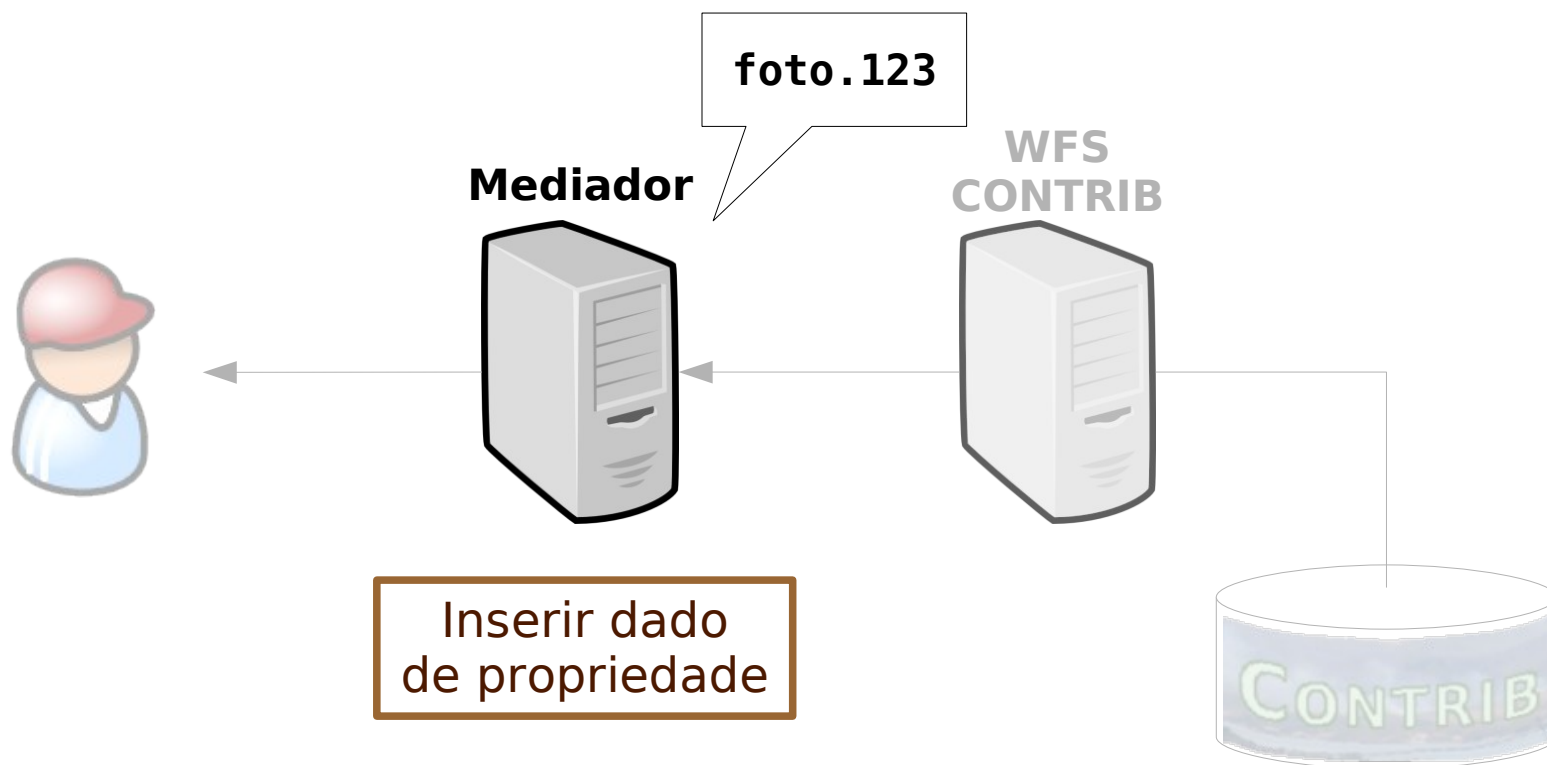 foto.123
WFS
CONTRIB
Mediador
Inserir dado
de propriedade
CONTRIB